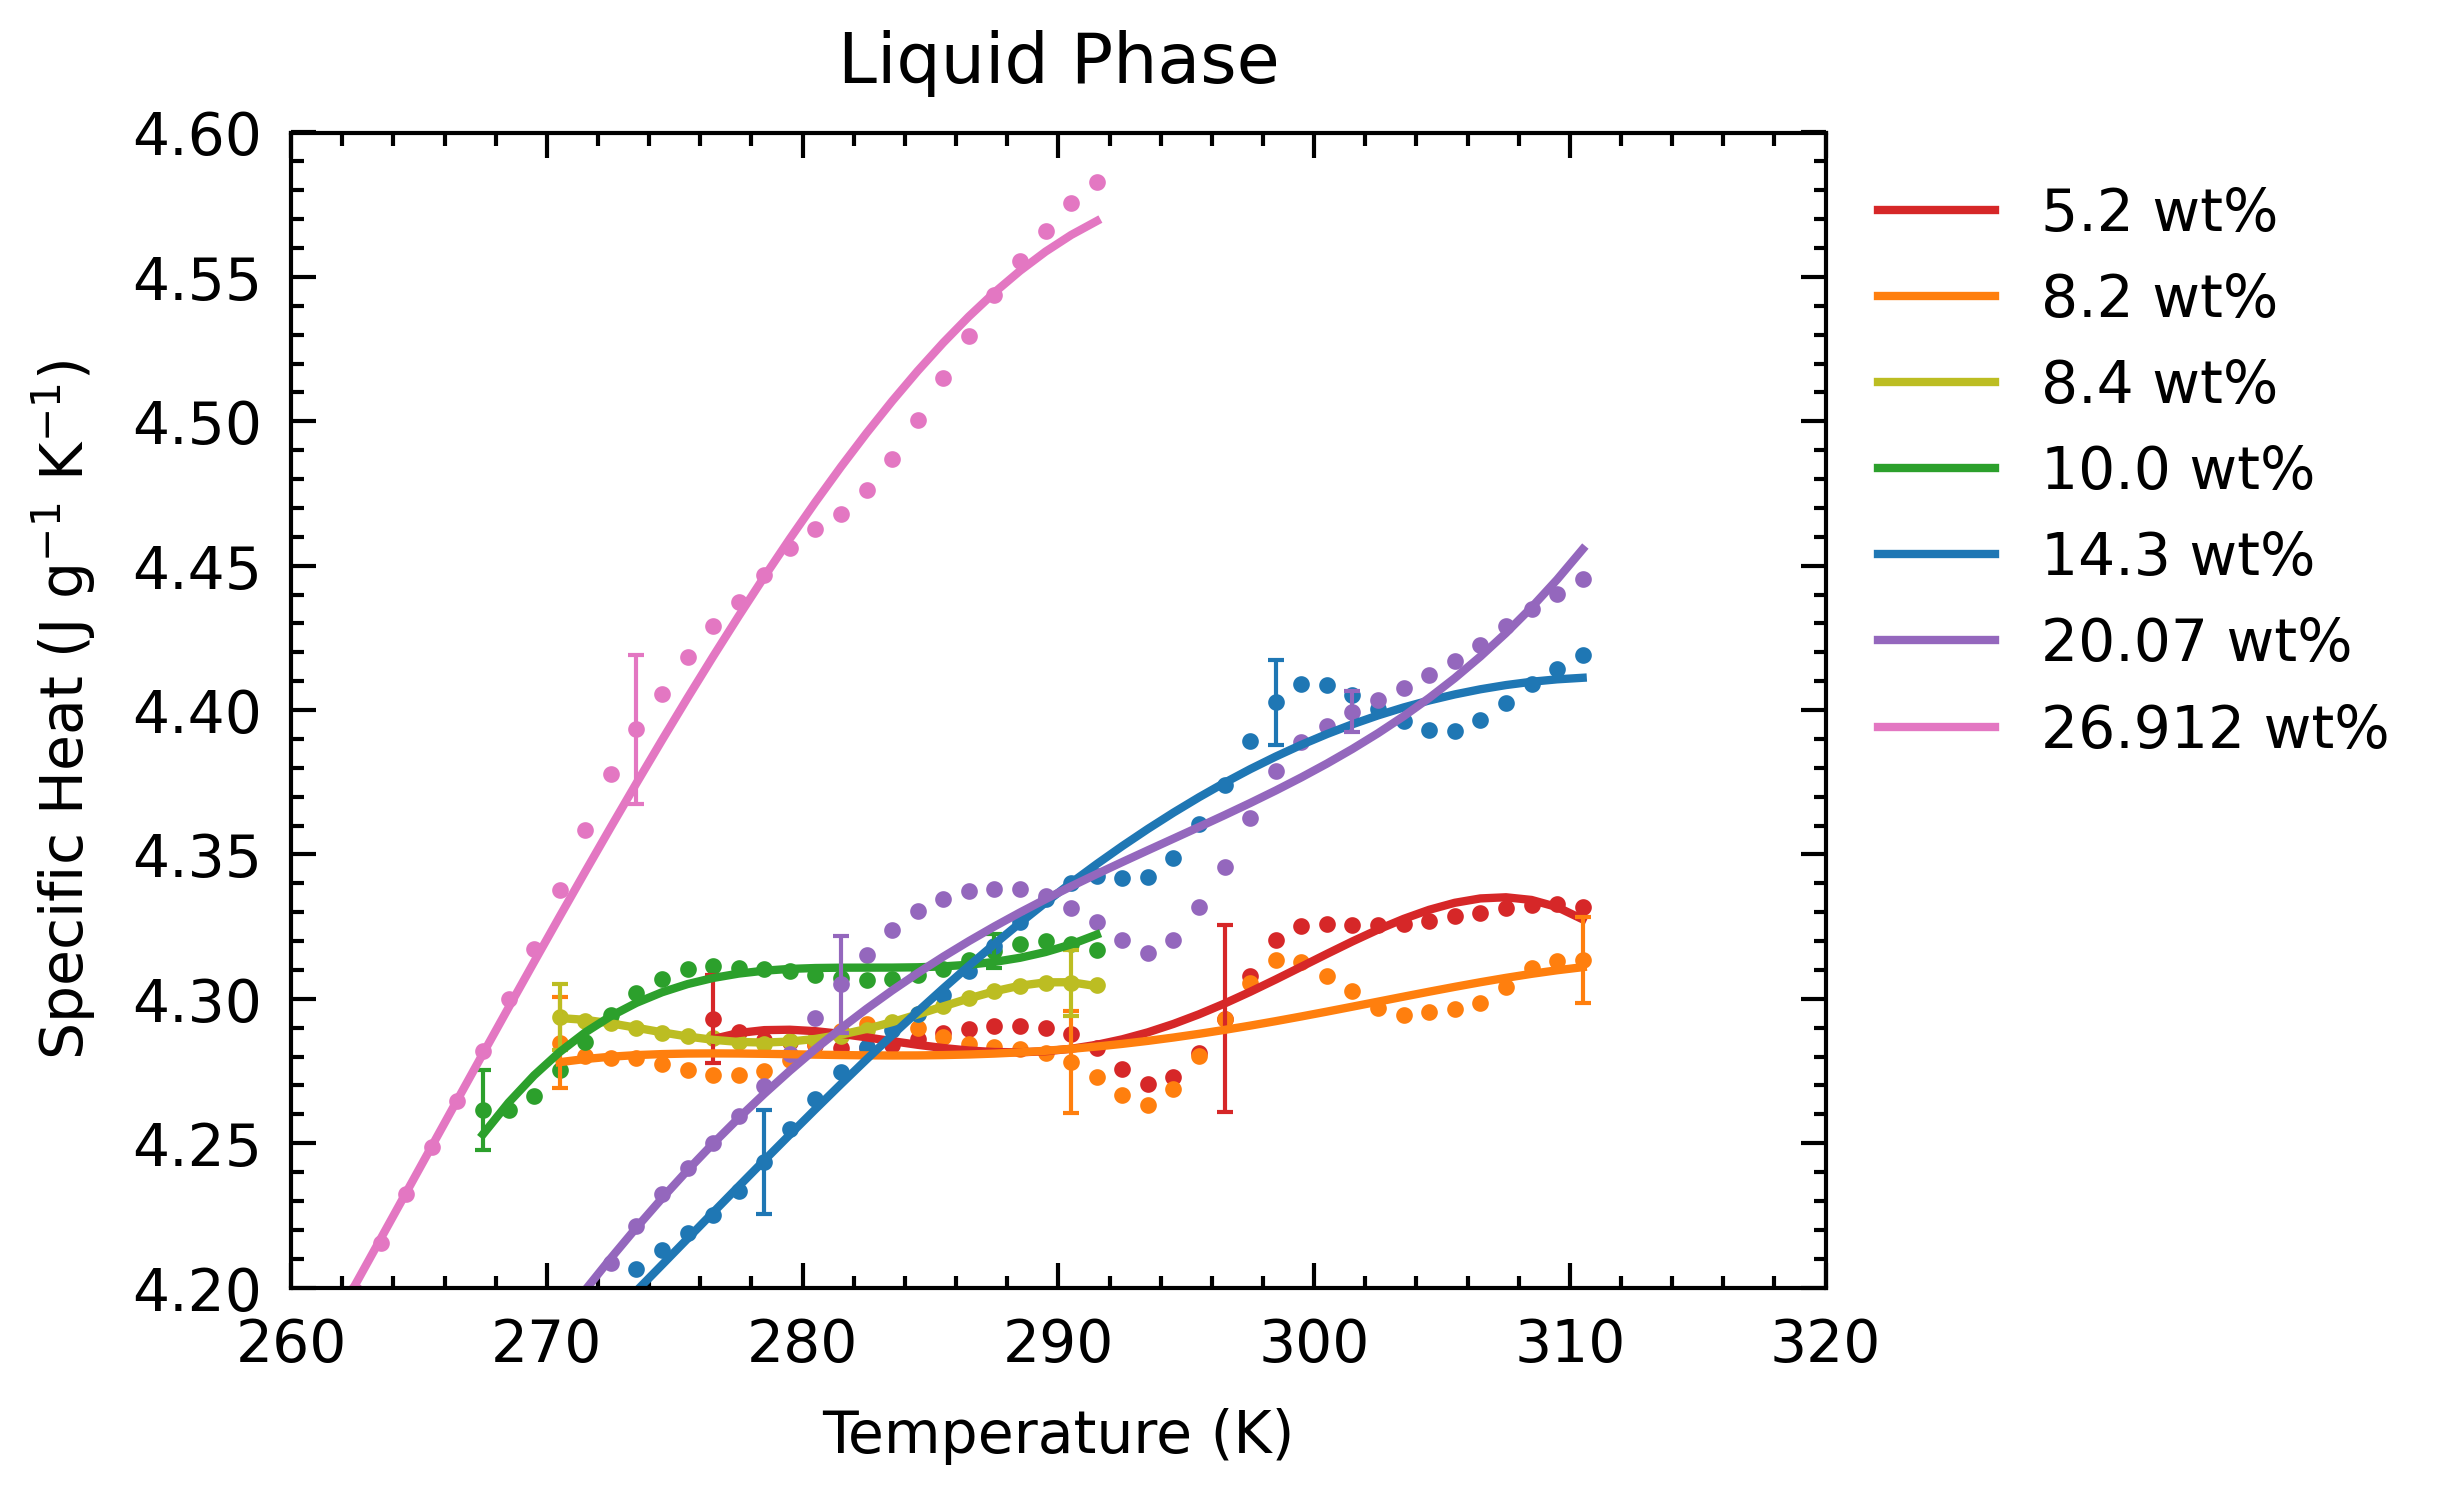 Liquid Phase
Specific Heat (J g⁻¹ K⁻¹)
4.60
4.55
4.50
4.45
4.40
4.35
4.30
4.25
4.20
260 270 280 290 300 310 320
Temperature (K)
5.2 wt%
8.2 wt%
8.4 wt%
10.0 wt%
14.3 wt%
20.07 wt%
26.912 wt%